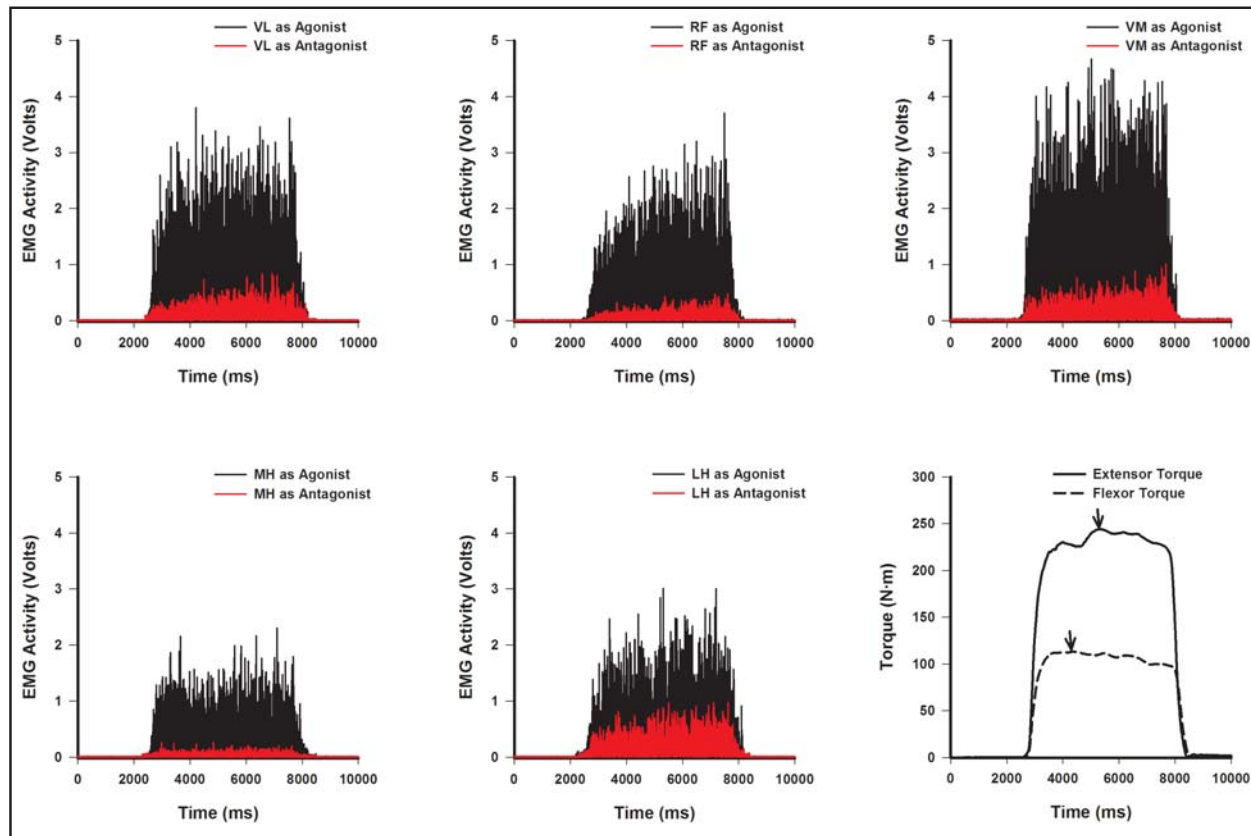 VL as Agonist
VL as Antagonist
5
4
3
2
1
0
EMG Activity (Volts)
0 2000 4000 6000 8000 10000
Time (ms)
RF as Agonist
RF as Antagonist
5
4
3
2
1
0
EMG Activity (Volts)
0 2000 4000 6000 8000 10000
Time (ms)
VM as Agonist
VM as Antagonist
5
4
3
2
1
0
EMG Activity (Volts)
0 2000 4000 6000 8000 10000
Time (ms)
MH as Agonist
MH as Antagonist
5
4
3
2
1
0
EMG Activity (Volts)
0 2000 4000 6000 8000 10000
Time (ms)
LH as Agonist
LH as Antagonist
5
4
3
2
1
0
EMG Activity (Volts)
0 2000 4000 6000 8000 10000
Time (ms)
Extensor Torque
Flexor Torque
300
250
200
150
100
50
0
Torque (N·m)
0 2000 4000 6000 8000 10000
Time (ms)